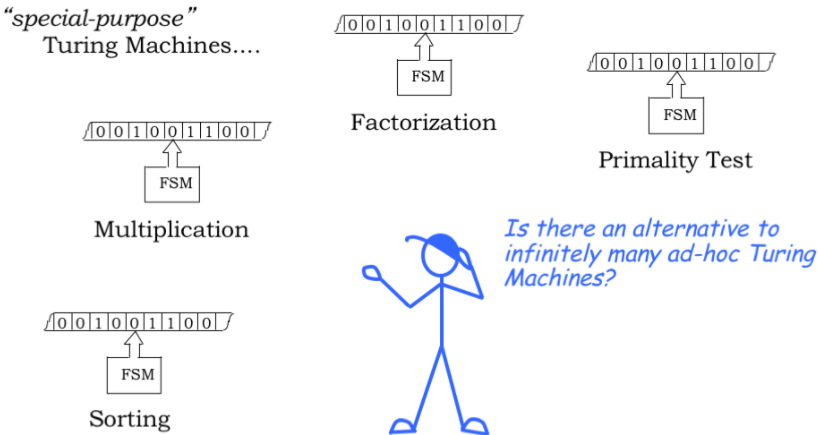 "special-purpose"
Turing Machines....
0 0 1 0 0 1 1 0 0
FSM
Factorization
0 0 1 0 0 1 1 0 0
FSM
Primality Test
0 0 1 0 0 1 1 0 0
FSM
Multiplication
Is there an alternative to
infinitely many ad-hoc Turing
Machines?
0 0 1 0 0 1 1 0 0
FSM
Sorting